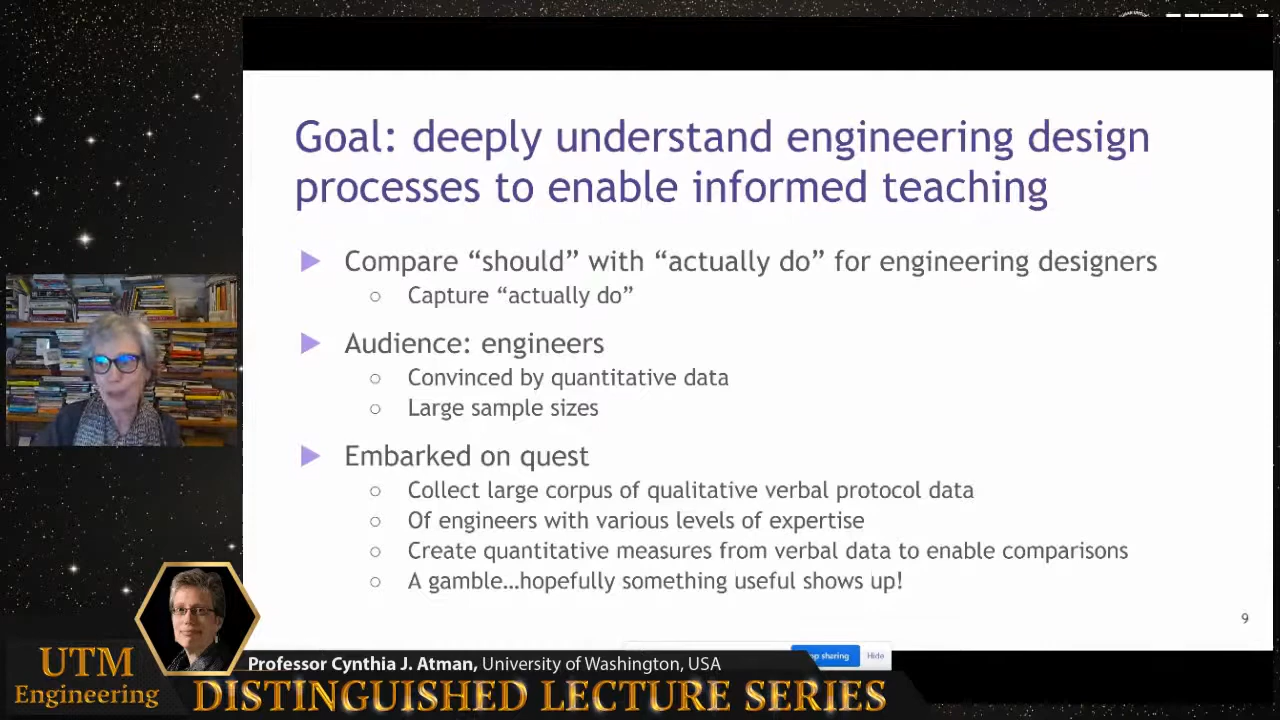 Goal: deeply understand engineering design
processes to enable informed teaching
Compare “should” with “actually do” for engineering designers
Capture “actually do”
Audience: engineers
Convinced by quantitative data
Large sample sizes
Embarked on quest
Collect large corpus of qualitative verbal protocol data
Of engineers with various levels of expertise
Create quantitative measures from verbal data to enable comparisons
A gamble…hopefully something useful shows up!
9
sharing Hide
Professor Cynthia J. Atman, University of Washington, USA
UTM
Engineering
DISTINGUISHED LECTURE SERIES